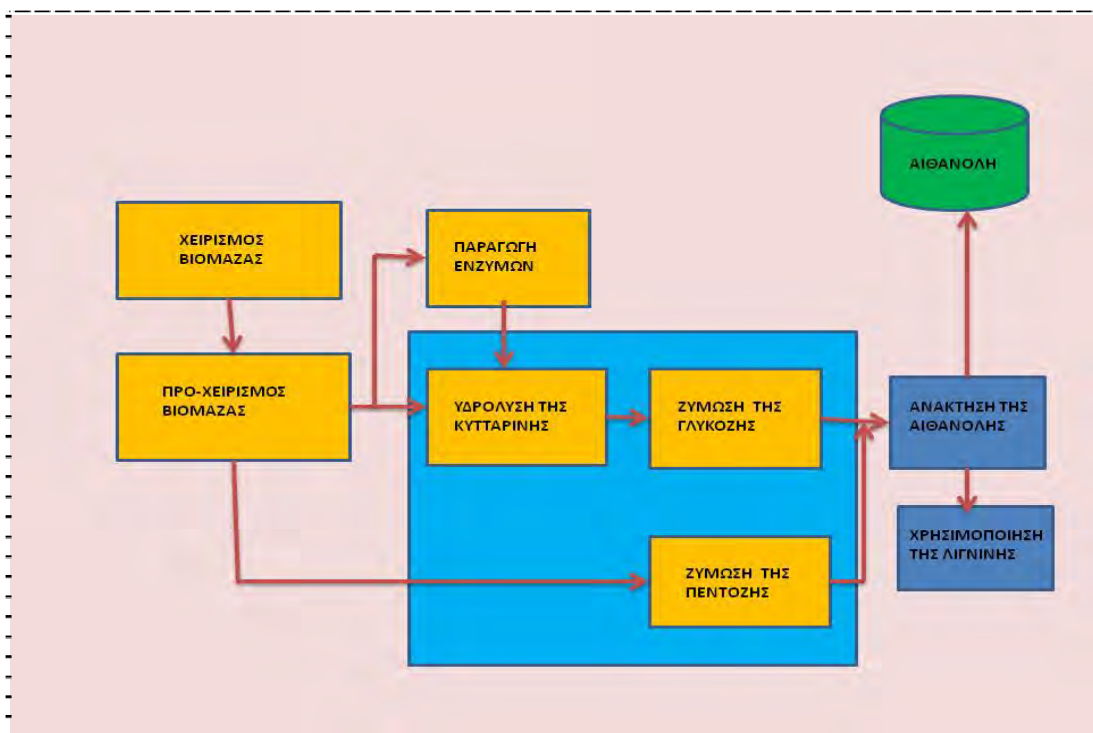 ΑΙΘΑΝΟΛΗ
ΧΕΙΡΙΣΜΟΣ
ΒΙΟΜΑΖΑΣ
ΠΑΡΑΓΩΓΗ
ΕΝΖΥΜΩΝ
ΠΡΟ-ΧΕΙΡΙΣΜΟΣ
ΒΙΟΜΑΖΑΣ
ΥΔΡΟΛΥΣΗ ΤΗΣ
ΚΥΤΤΑΡΙΝΗΣ
ΖΥΜΩΣΗ ΤΗΣ
ΓΛΥΚΟΖΗΣ
ΑΝΑΚΤΗΣΗ ΤΗΣ
ΑΙΘΑΝΟΛΗΣ
ΧΡΗΣΙΜΟΠΟΙΗΣΗ
ΤΗΣ ΛΙΓΝΙΝΗΣ
ΖΥΜΩΣΗ ΤΗΣ
ΠΕΝΤΟΖΗΣ